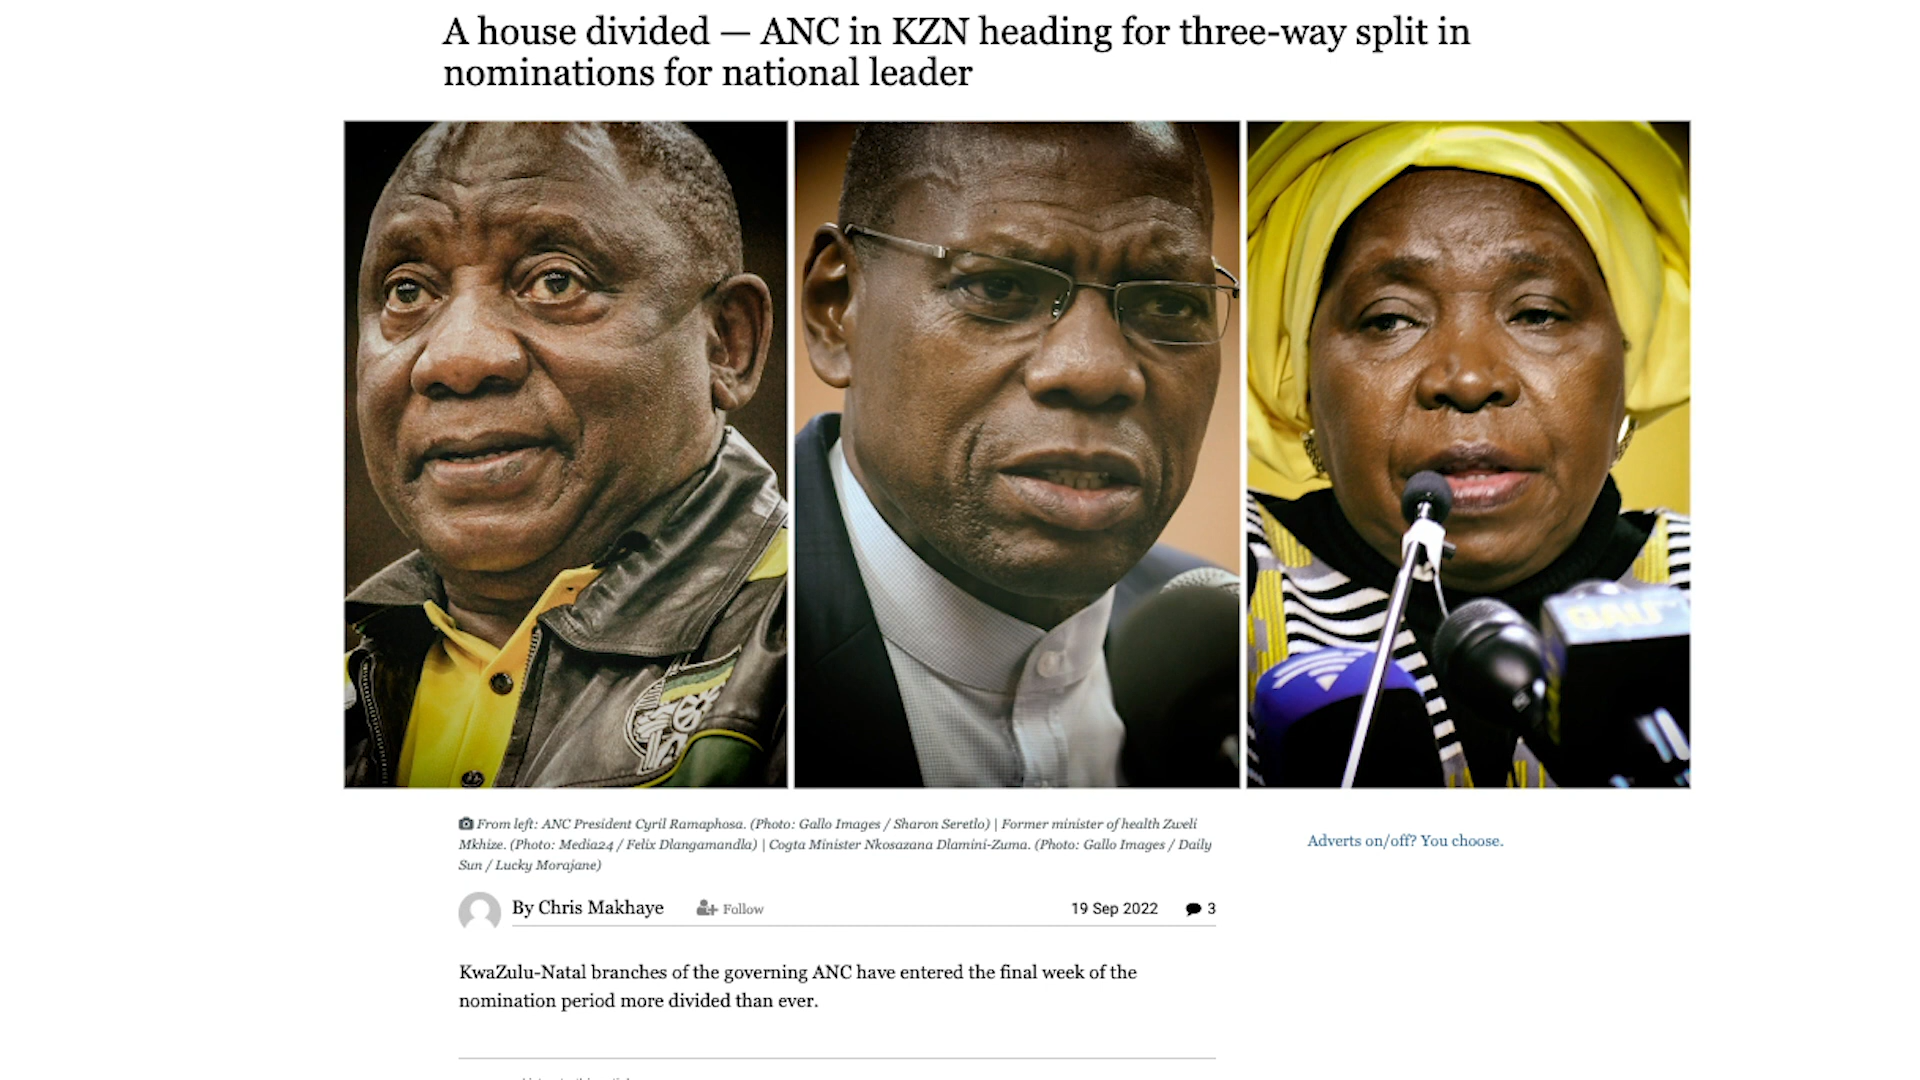 A house divided — ANC in KZN heading for three-way split in
nominations for national leader
From left: ANC President Cyril Ramaphosa. (Photo: Gallo Images / Sharon Seretlo) | Former minister of health Zweli
Mkhize. (Photo: Media24 / Felix Dlangamandla) | Cogta Minister Nkosazana Dlamini-Zuma. (Photo: Gallo Images / Daily
Sun / Lucky Morajane)
Adverts on/off? You choose.
By Chris Makhaye
Follow
19 Sep 2022
3
KwaZulu-Natal branches of the governing ANC have entered the final week of the
nomination period more divided than ever.